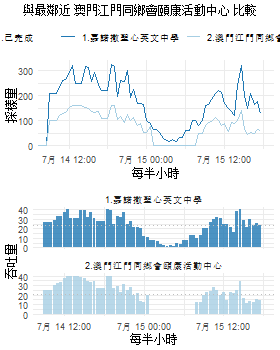 與最鄰近 澳門江門同鄉會頤康活動中心 比較
.已完成 1.嘉諾撒聖心英文中學 2.澳門江門同鄉會
300
200
100
0
採樣量
7月 14 12:00 7月 15 00:00 7月 15 12:00
每半小時
1.嘉諾撒聖心英文中學
40
30
20
10
0
2.澳門江門同鄉會頤康活動中心
40
30
20
10
0
吞吐量
7月 14 12:00 7月 15 00:00 7月 15 12:00
每半小時